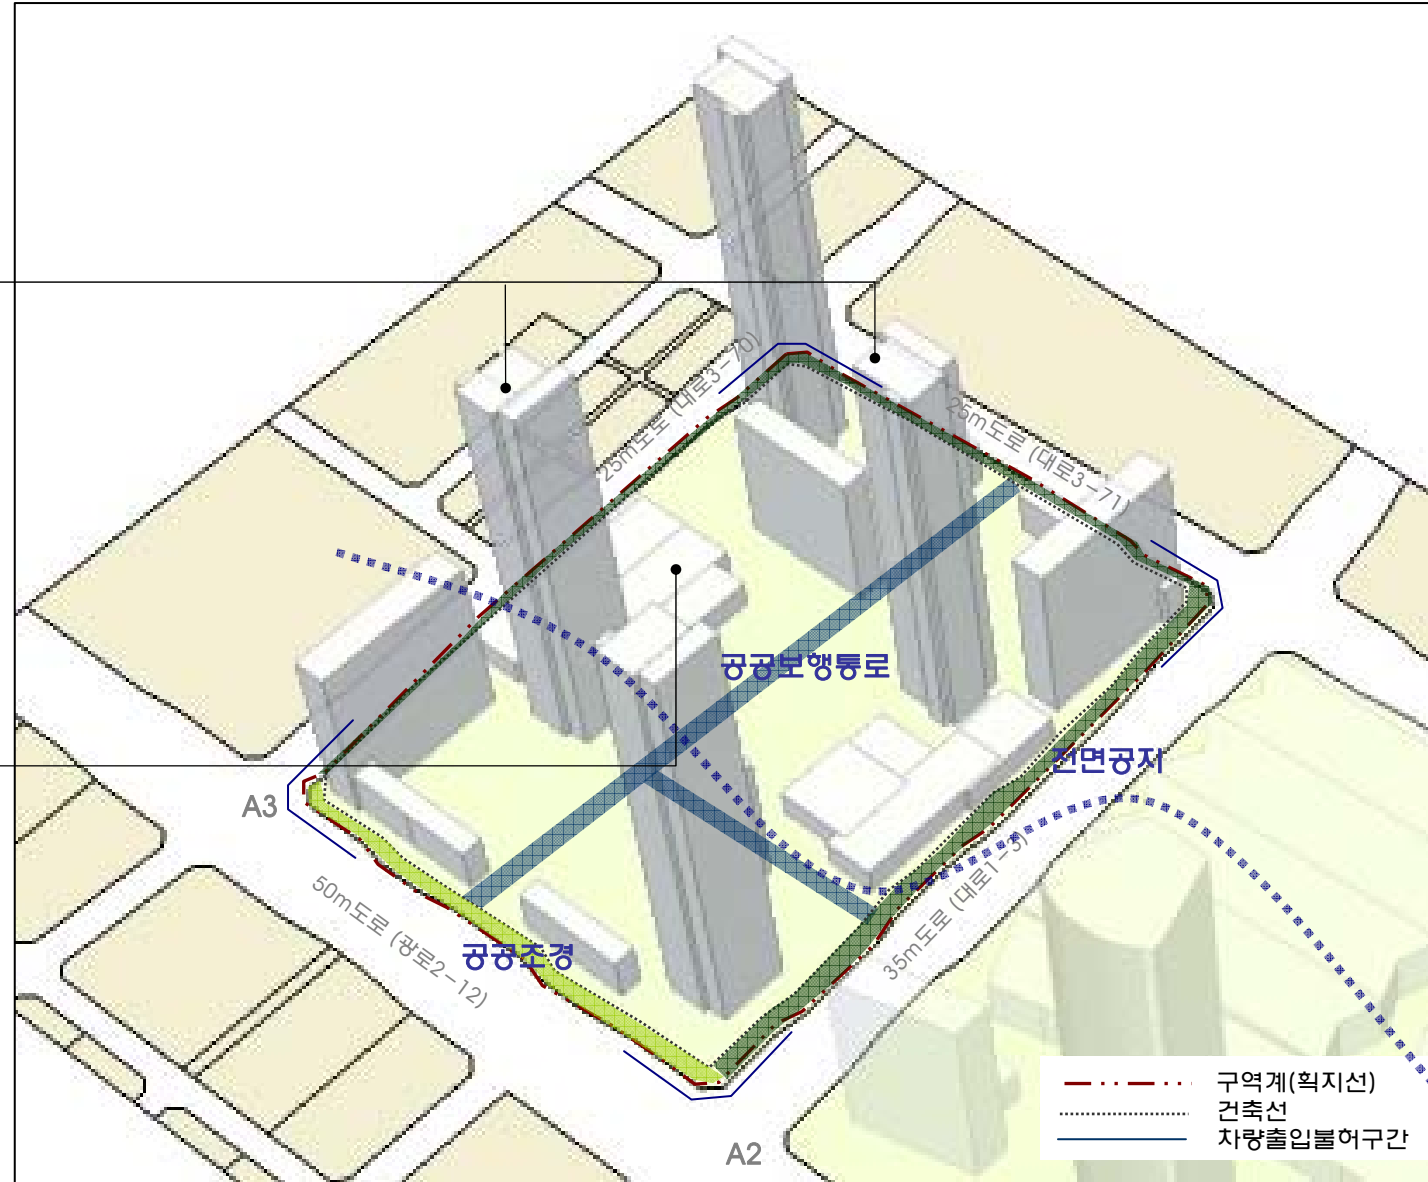 25m도로 (대로3-70)
25m도로 (대로3-71)
공공보행통로
전면공지
A3
50m도로 (광로2-12)
공공조경
35m도로 (대로1-3)
A2
구역계(획지선)
건축선
차량출입불허구간